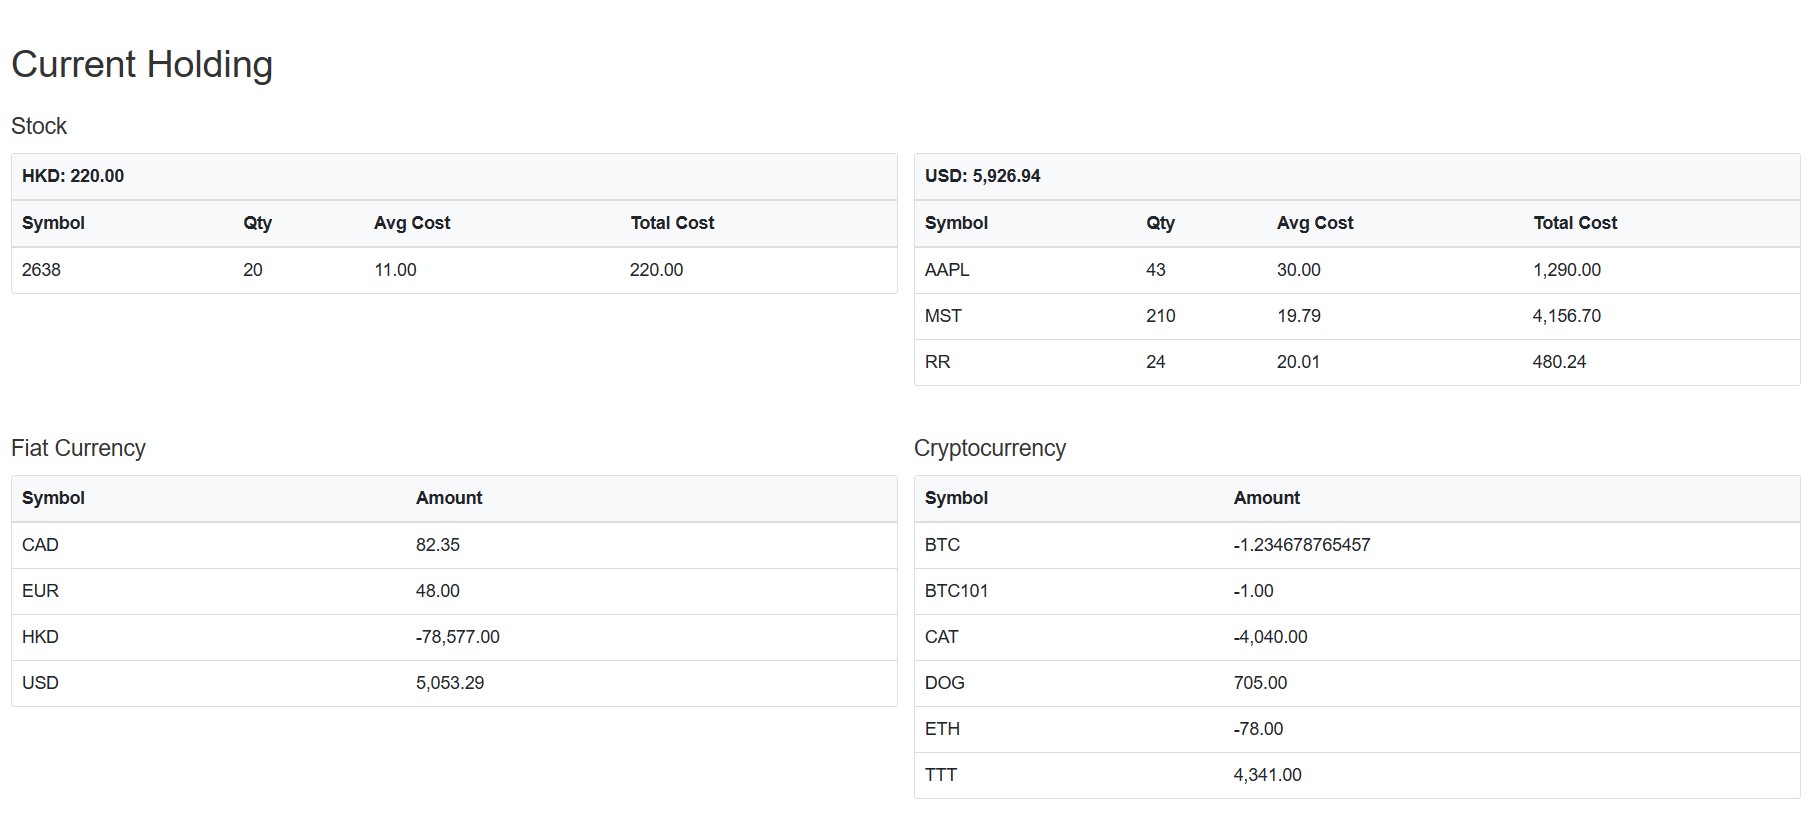 Current Holding
Stock
HKD: 220.00
Symbol Qty Avg Cost Total Cost
2638 20 11.00 220.00
USD: 5,926.94
Symbol Qty Avg Cost Total Cost
AAPL 43 30.00 1,290.00
MST 210 19.79 4,156.70
RR 24 20.01 480.24
Fiat Currency
Symbol Amount
CAD 82.35
EUR 48.00
HKD -78,577.00
USD 5,053.29
Cryptocurrency
Symbol Amount
BTC -1.234678765457
BTC101 -1.00
CAT -4,040.00
DOG 705.00
ETH -78.00
TTT 4,341.00